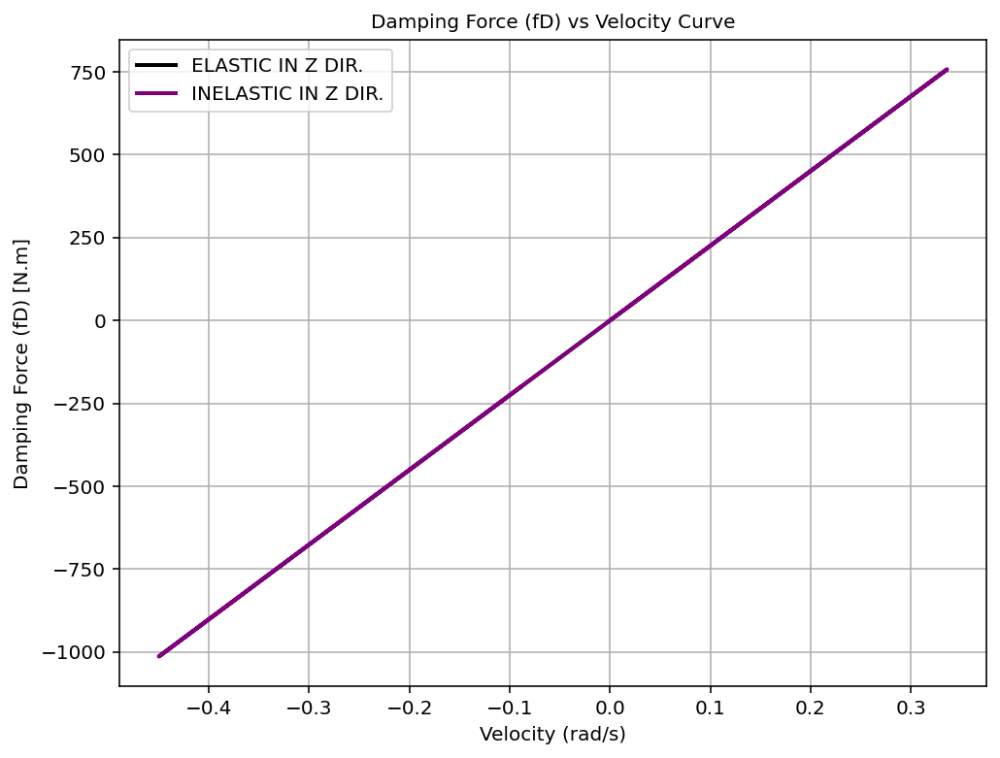 Damping Force (fD) vs Velocity Curve
ELASTIC IN Z DIR.
INELASTIC IN Z DIR.
750
500
250
0
−250
−500
−750
−1000
Damping Force (fD) [N.m]
−0.4 −0.3 −0.2 −0.1 0.0 0.1 0.2 0.3
Velocity (rad/s)